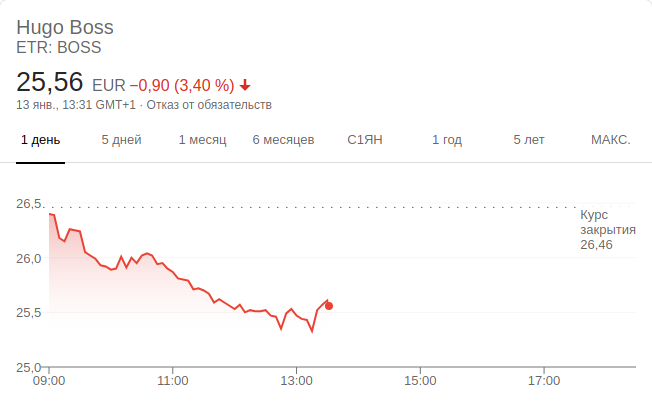 Hugo Boss
ETR: BOSS
25,56 EUR −0,90 (3,40 %)
13 янв., 13:31 GMT+1 · Отказ от обязательств
1 день 5 дней 1 месяц 6 месяцев С1ЯН 1 год 5 лет МАКС.
26,5
Курс
закрытия
26,46
26,0
25,5
25,0
09:00 11:00 13:00 15:00 17:00